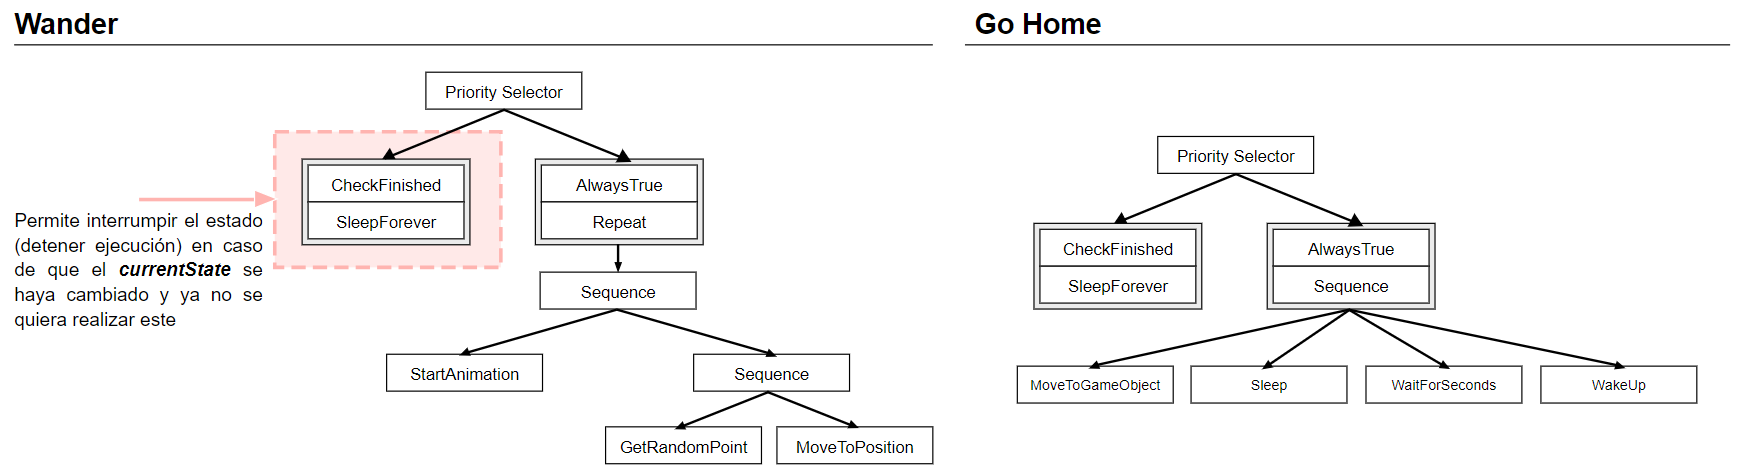 Wander
Priority Selector
CheckFinished
SleepForever
AlwaysTrue
Repeat
Permite interrumpir el estado
(detener ejecución) en caso
de que el currentState se
haya cambiado y ya no se
quiera realizar este
Sequence
StartAnimation
Sequence
GetRandomPoint
MoveToPosition
Go Home
Priority Selector
CheckFinished
SleepForever
AlwaysTrue
Sequence
MoveToGameObject
Sleep
WaitForSeconds
WakeUp